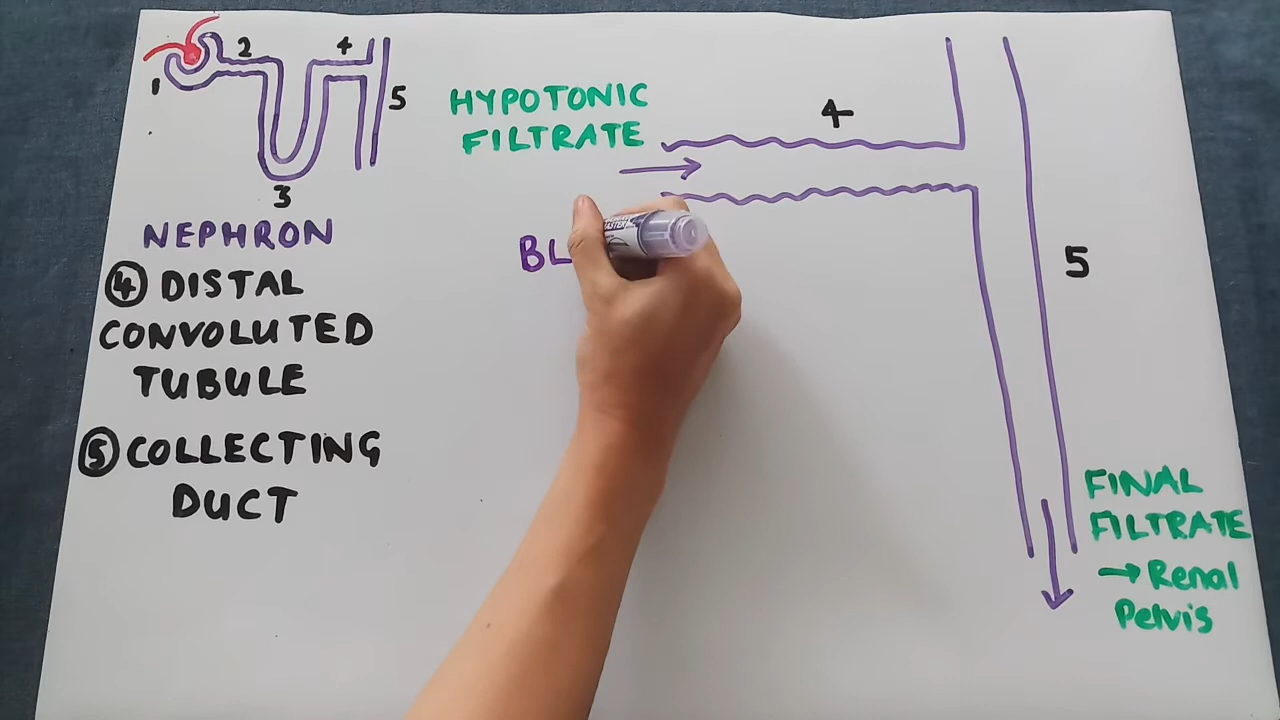 1
2
4
5
3
NEPHRON
④ DISTAL
CONVOLUTED
TUBULE
⑤ COLLECTING
DUCT
HYPOTONIC
FILTRATE
4
BL
5
FINAL
FILTRATE
→ Renal
Pelvis